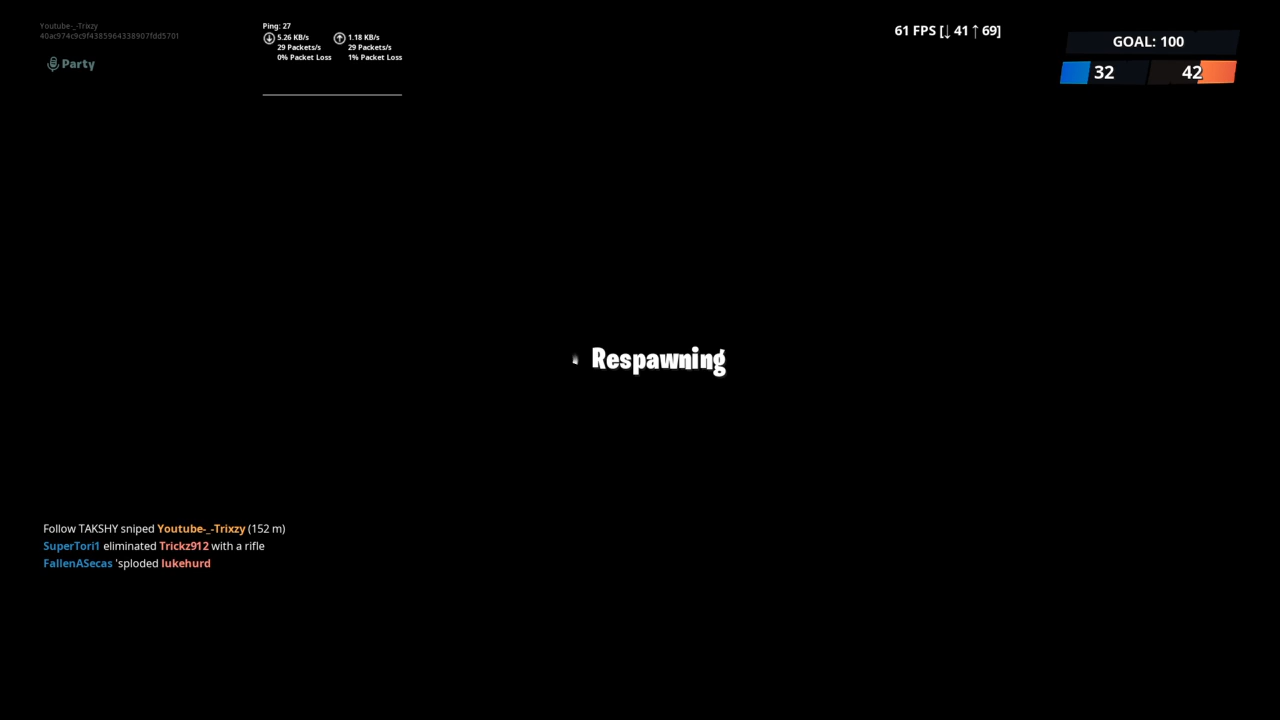 Youtube-_-Trixzy
40ac974c9c9f4385964338907fdd5701
Party
Ping: 27
5.26 KB/s 1.18 KB/s
29 Packets/s 29 Packets/s
0% Packet Loss 1% Packet Loss
61 FPS [↓ 41 ↑ 69]
GOAL: 100
32 42
Respawning
Follow TAKSHY sniped Youtube-_-Trixzy (152 m)
SuperTori1 eliminated Trickz912 with a rifle
FallenASecas 'sploded lukehurd